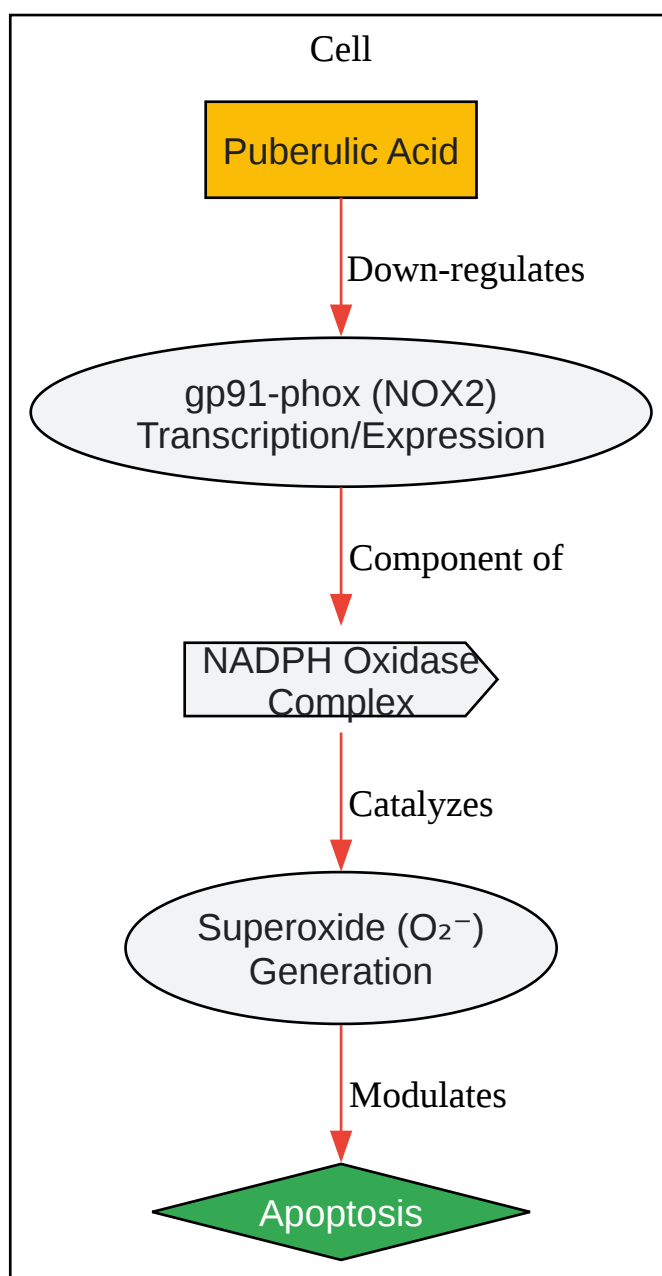 Cell
Puberulic Acid
Down-regulates
gp91-phox (NOX2)
Transcription/Expression
Component of
NADPH Oxidase
Complex
Catalyzes
Superoxide (O₂⁻)
Generation
Modulates
Apoptosis